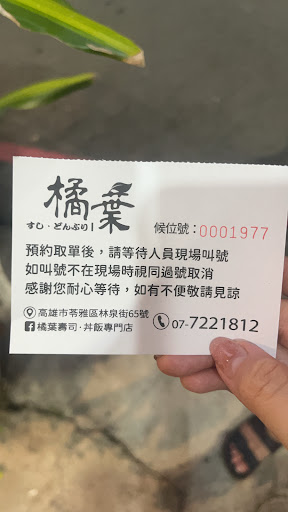 橘葉
すし・どんぶり
候位號:0001977
預約取單後，請等待人員現場叫號
如叫號不在現場時視同過號取消
感謝您耐心等待，如有不便敬請見諒
高雄市苓雅區林泉街65號
橘葉壽司・丼飯專門店
07-7221812